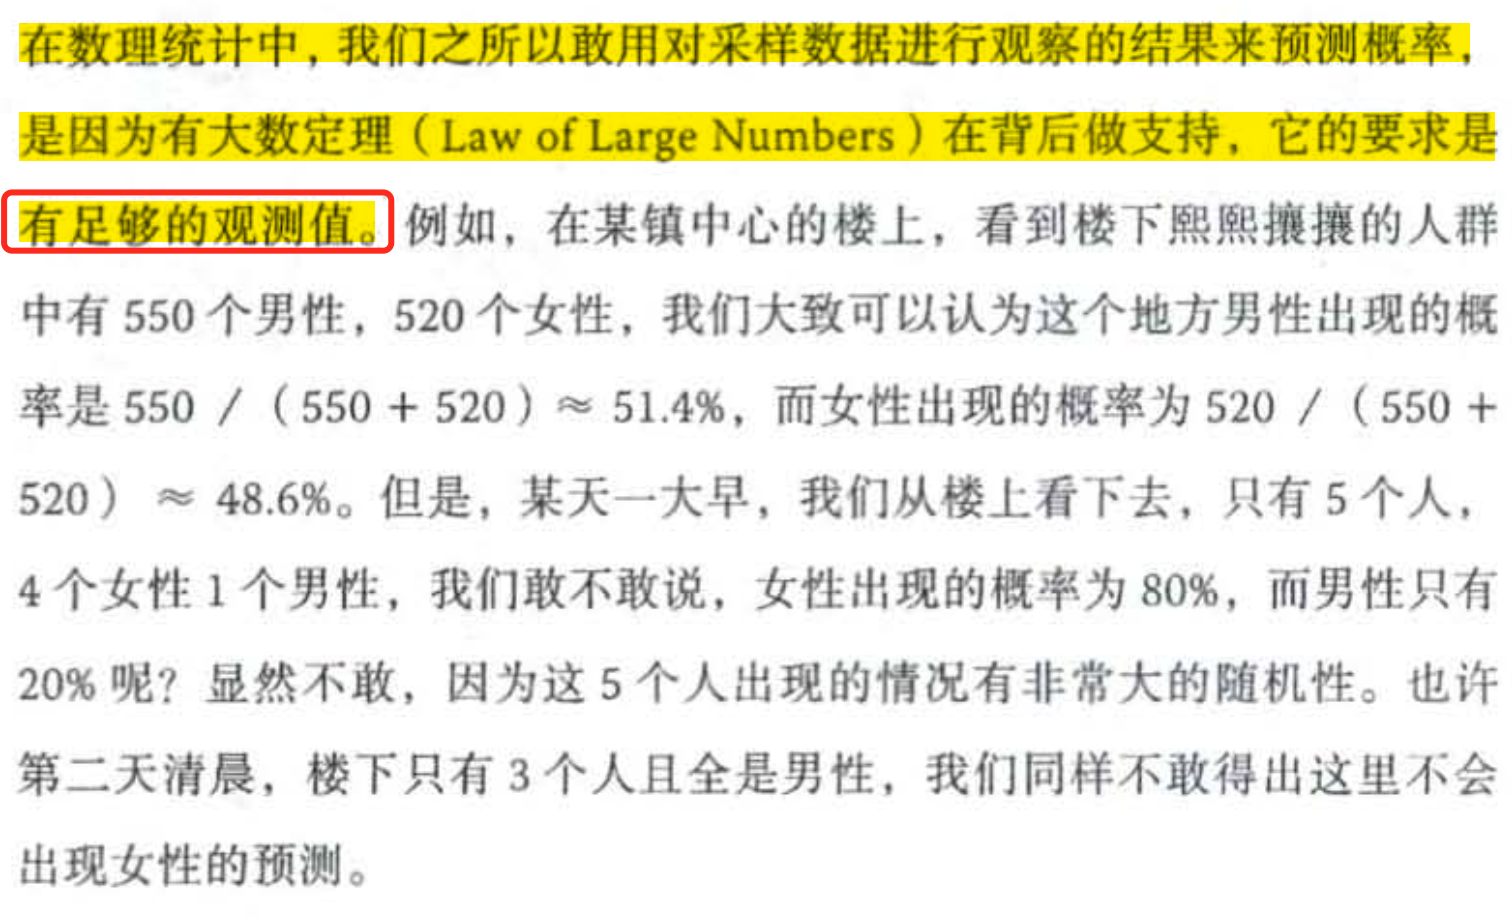 在数理统计中，我们之所以敢用对采样数据进行观察的结果来预测概率，
是因为有大数定理（Law of Large Numbers）在背后做支持，它的要求是
有足够的观测值。例如，在某镇中心的楼上，看到楼下熙熙攘攘的人群
中有 550 个男性，520 个女性，我们大致可以认为这个地方男性出现的概
率是 550 /（550 + 520）≈ 51.4%，而女性出现的概率为 520 /（550 +
520）≈ 48.6%。但是，某天一大早，我们从楼上看下去，只有 5 个人，
4 个女性 1 个男性，我们敢不敢说，女性出现的概率为 80%，而男性只有
20% 呢？显然不敢，因为这 5 个人出现的情况有非常大的随机性。也许
第二天清晨，楼下只有 3 个人且全是男性，我们同样不敢得出这里不会
出现女性的预测。